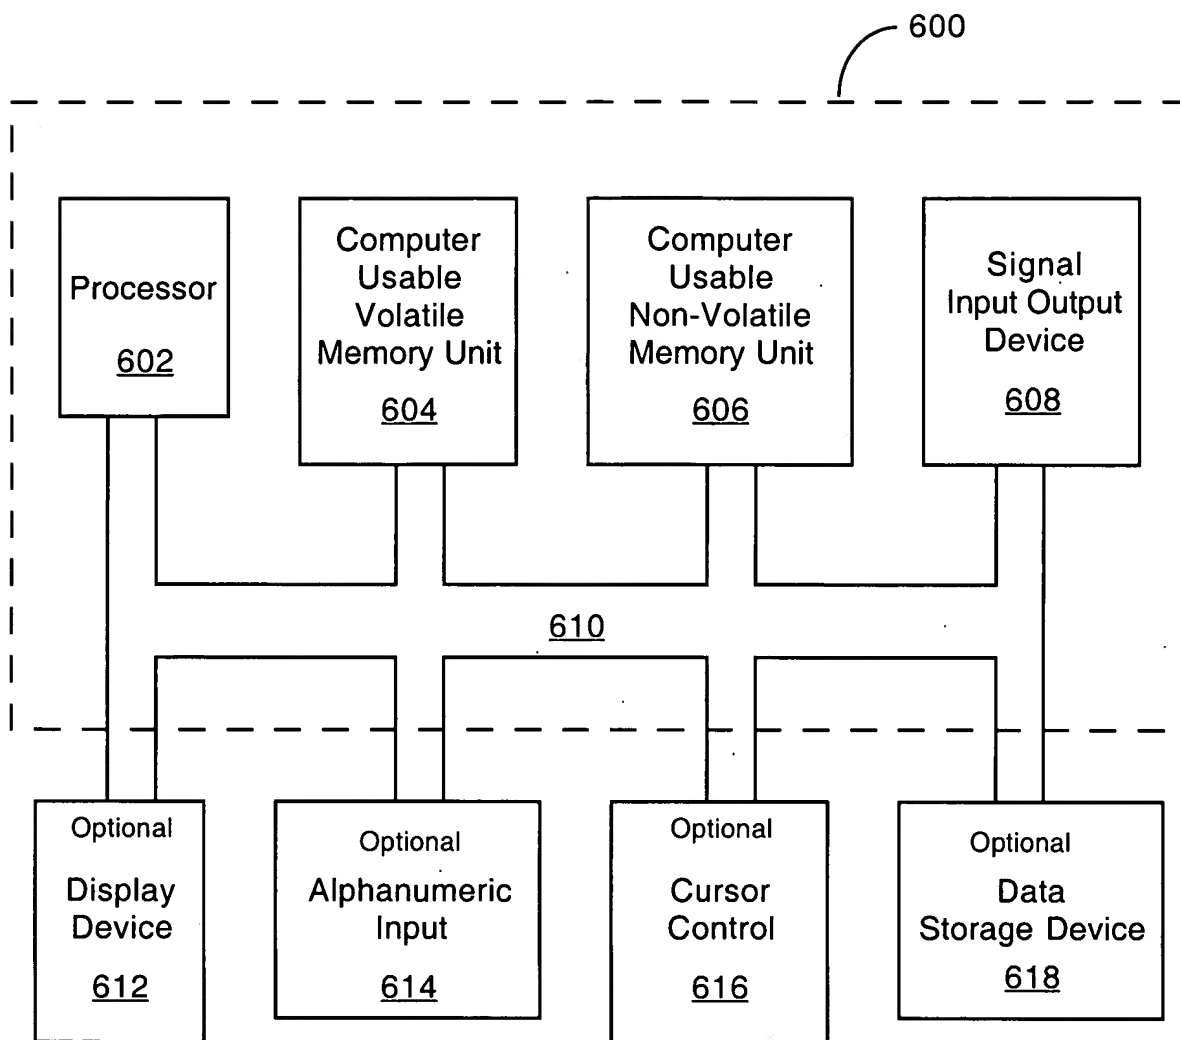 600
Processor
602
Computer
Usable
Volatile
Memory Unit
604
Computer
Usable
Non-Volatile
Memory Unit
606
Signal
Input Output
Device
608
610
Optional
Display
Device
612
Optional
Alphanumeric
Input
614
Optional
Cursor
Control
616
Optional
Data
Storage Device
618